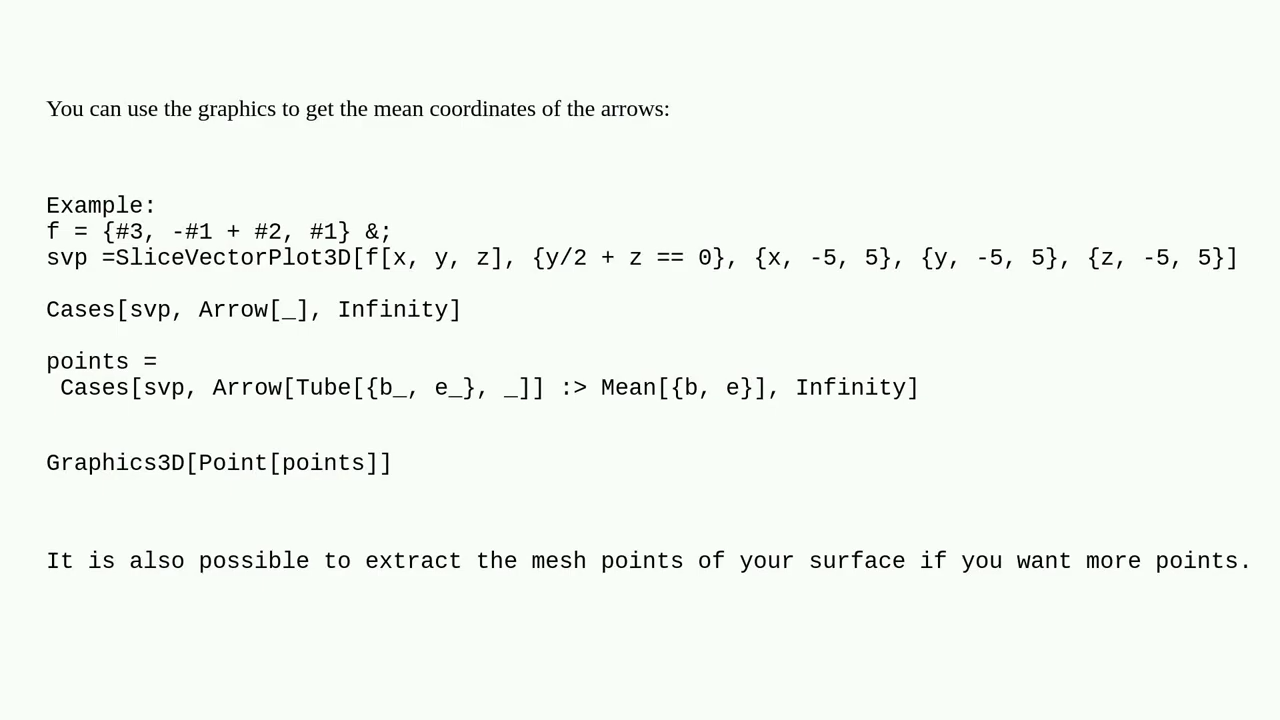 You can use the graphics to get the mean coordinates of the arrows:
Example:
f = {#3, -#1 + #2, #1} &;
svp =SliceVectorPlot3D[f[x, y, z], {y/2 + z == 0}, {x, -5, 5}, {y, -5, 5}, {z, -5, 5}]
Cases[svp, Arrow[_], Infinity]
points =
 Cases[svp, Arrow[Tube[{b_, e_}, _]] :> Mean[{b, e}], Infinity]
Graphics3D[Point[points]]
It is also possible to extract the mesh points of your surface if you want more points.